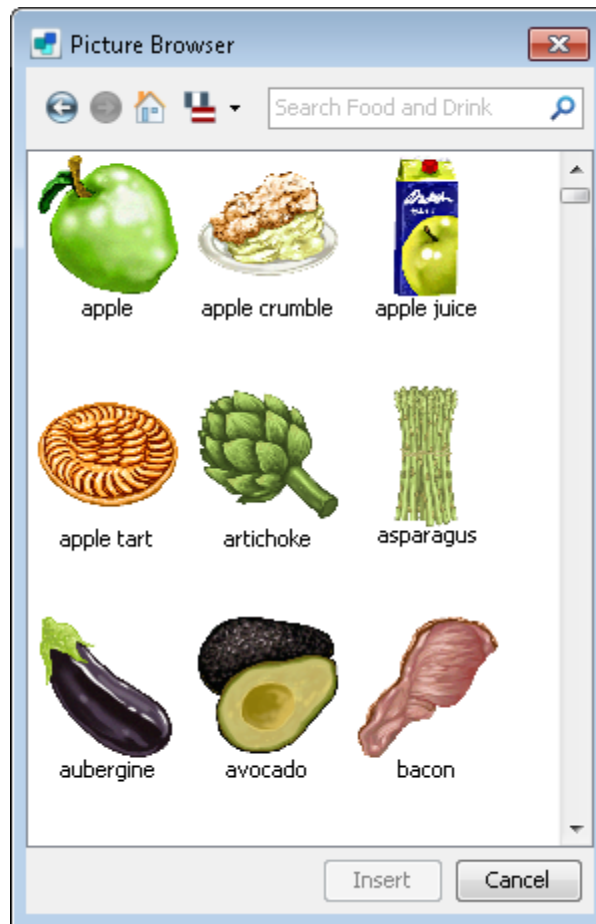 Picture Browser
Search Food and Drink
apple
apple crumble
apple juice
apple tart
artichoke
asparagus
aubergine
avocado
bacon
Insert
Cancel